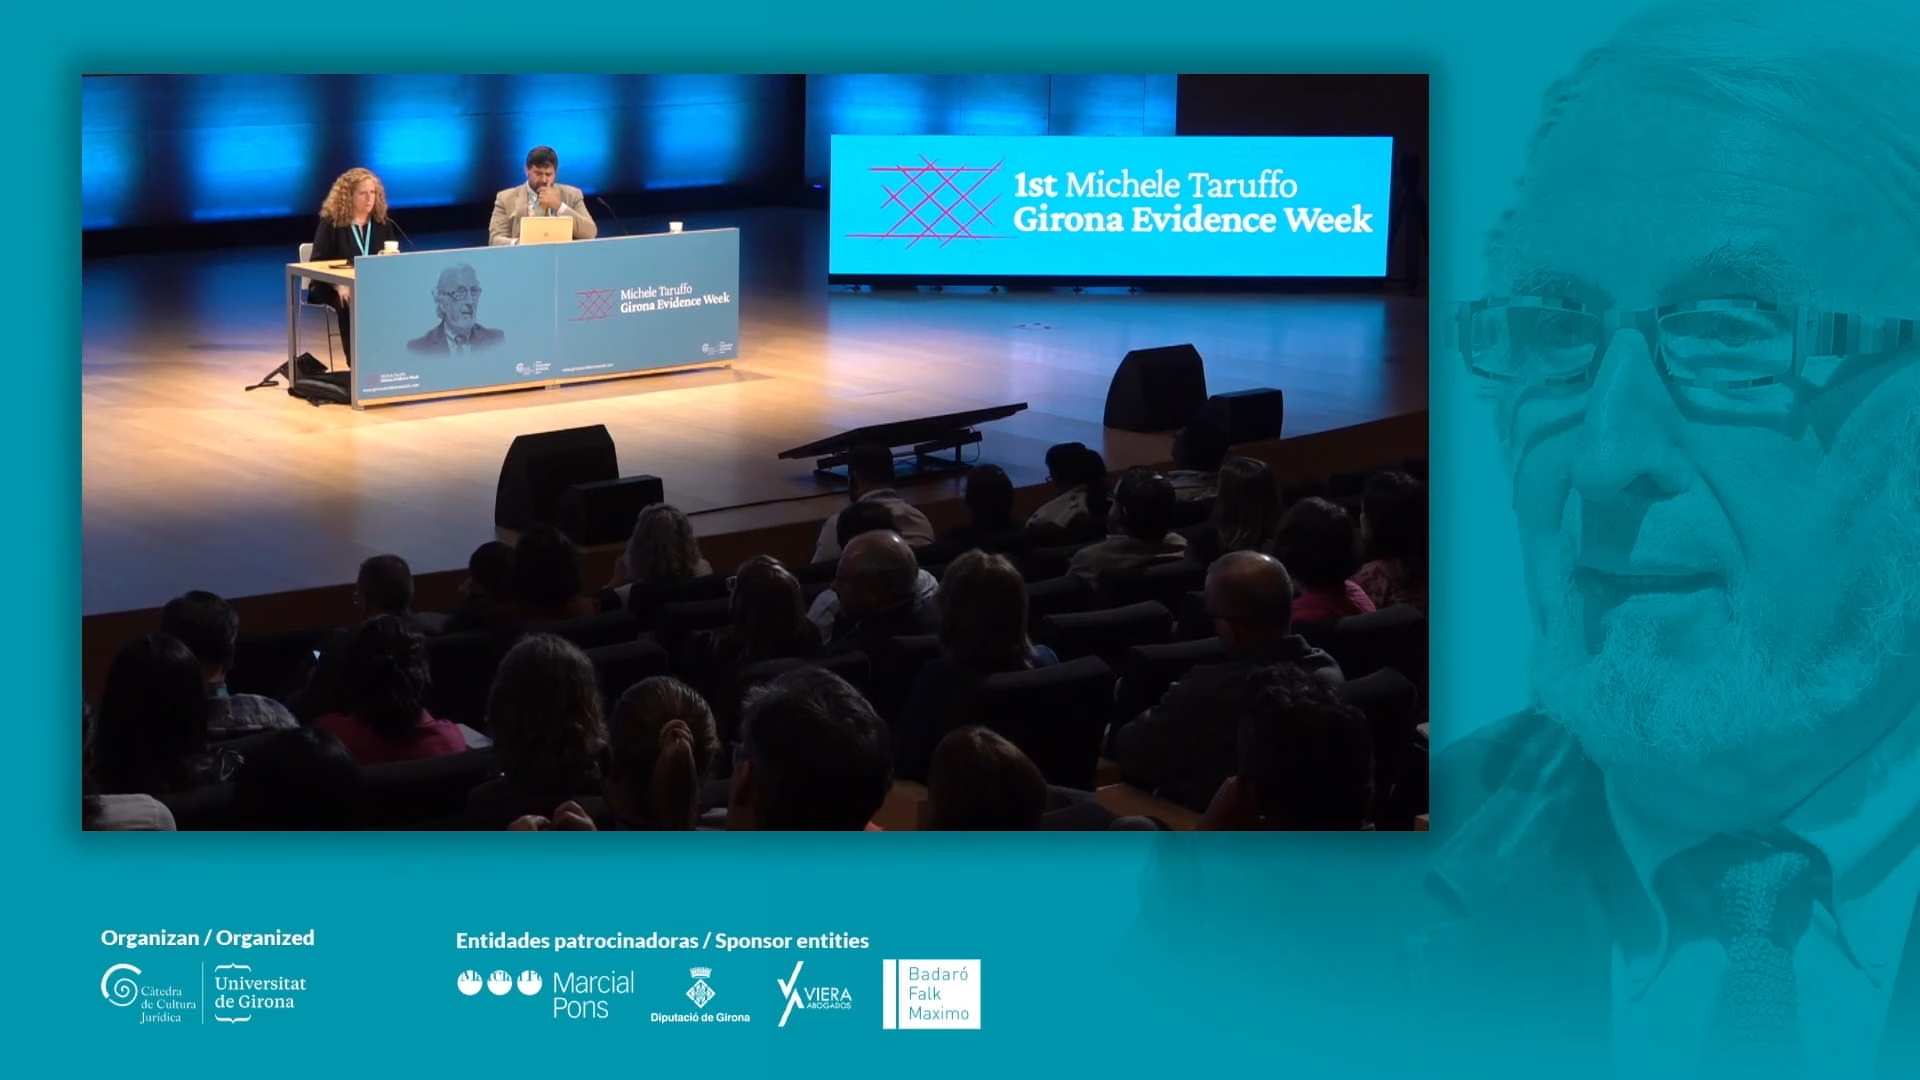 1st Michele Taruffo
Girona Evidence Week
Michele Taruffo
Girona Evidence Week
Organizan / Organized
Càtedra
de Cultura
Jurídica
Universitat
de Girona
Entidades patrocinadoras / Sponsor entities
Marcial
Pons
Diputació de Girona
VIERA
ABOGADOS
Badaró
Falk
Maximo